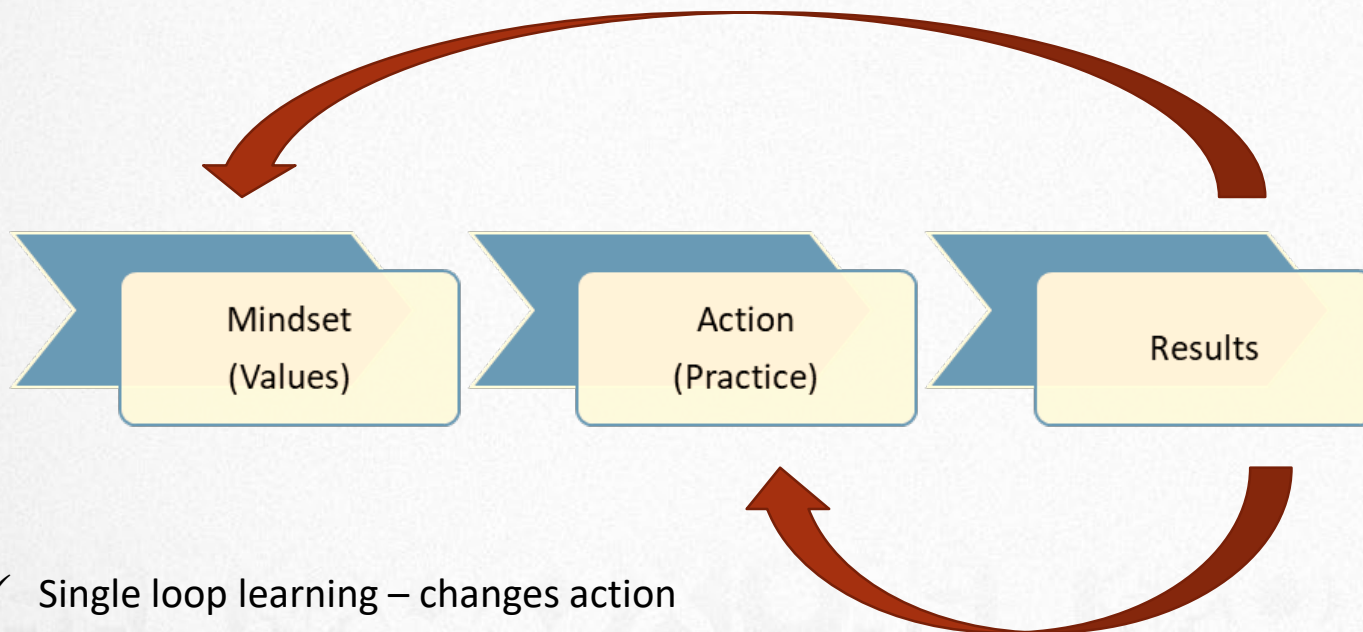 Mindset
(Values)
Action
(Practice)
Results
✓ Single loop learning – changes action